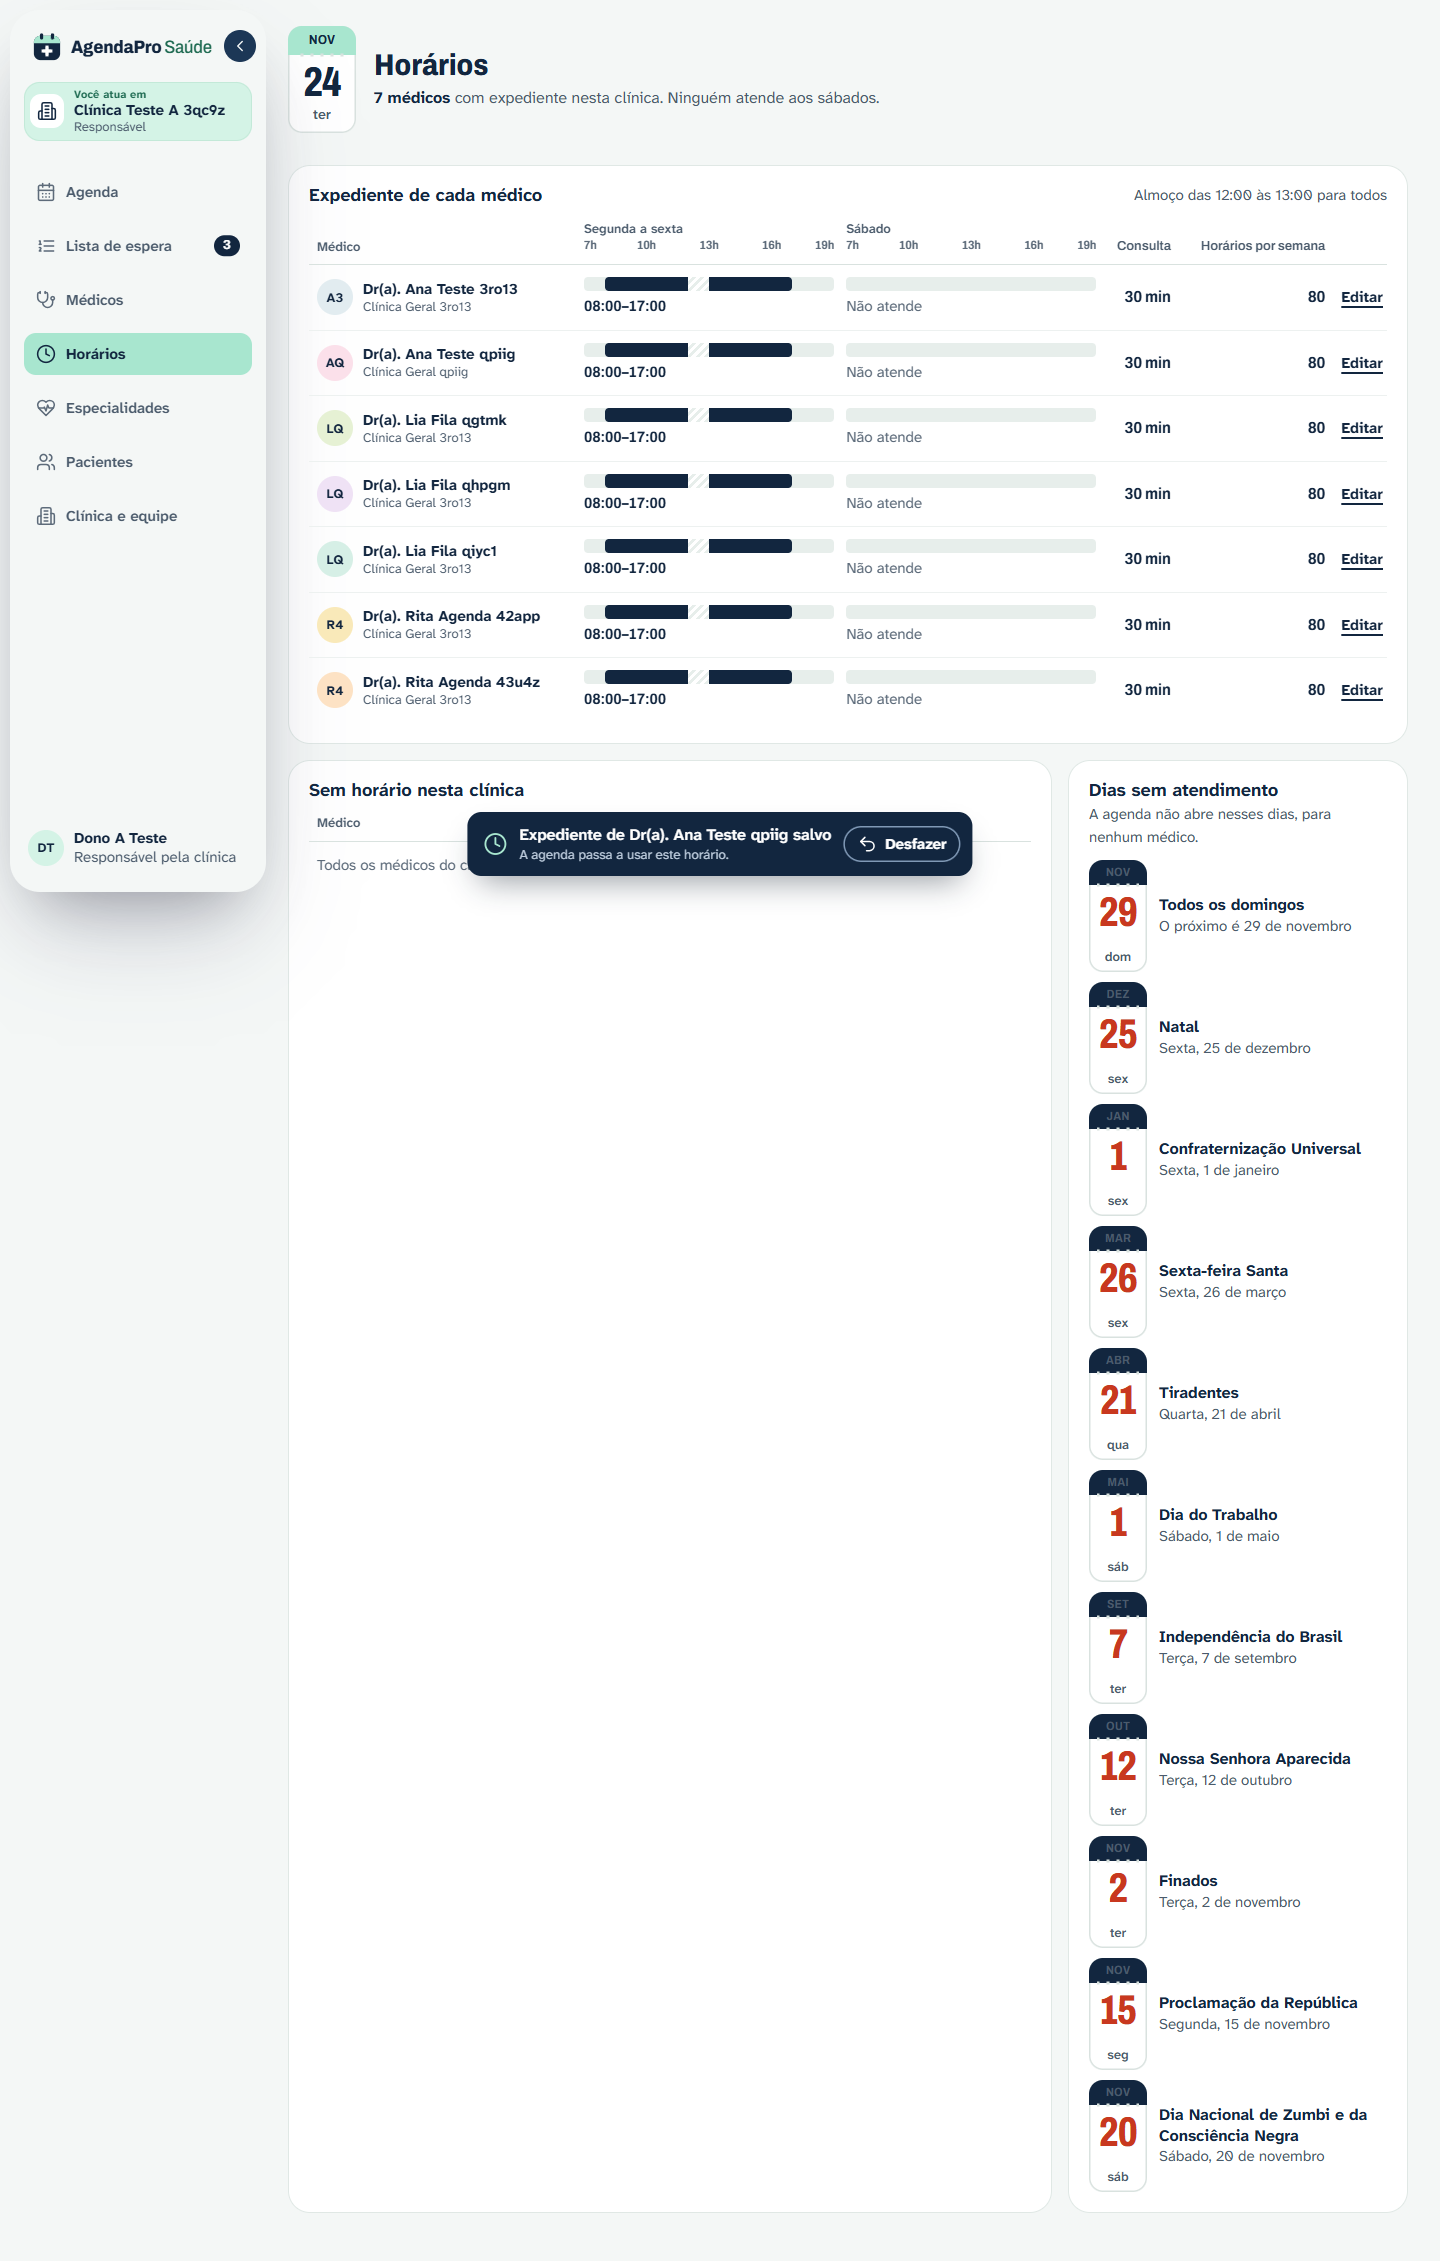 AgendaPro Saúde
Você atua em
Clínica Teste A 3qc9z
Responsável
Agenda
Lista de espera
3
Médicos
Horários
Especialidades
Pacientes
Clínica e equipe
DT
Dono A Teste
Responsável pela clínica
NOV
24
ter
Horários
7 médicos com expediente nesta clínica. Ninguém atende aos sábados.
Expediente de cada médico
Almoço das 12:00 às 13:00 para todos
Médico
Segunda a sexta
7h 10h 13h 16h 19h
Sábado
7h 10h 13h 16h 19h
Consulta
Horários por semana
A3
Dr(a). Ana Teste 3ro13
Clínica Geral 3ro13
08:00–17:00
Não atende
30 min
80
Editar
AQ
Dr(a). Ana Teste qpiig
Clínica Geral qpiig
08:00–17:00
Não atende
30 min
80
Editar
LQ
Dr(a). Lia Fila qgtmk
Clínica Geral 3ro13
08:00–17:00
Não atende
30 min
80
Editar
LQ
Dr(a). Lia Fila qhpgm
Clínica Geral 3ro13
08:00–17:00
Não atende
30 min
80
Editar
LQ
Dr(a). Lia Fila qiyc1
Clínica Geral 3ro13
08:00–17:00
Não atende
30 min
80
Editar
R4
Dr(a). Rita Agenda 42app
Clínica Geral 3ro13
08:00–17:00
Não atende
30 min
80
Editar
R4
Dr(a). Rita Agenda 43u4z
Clínica Geral 3ro13
08:00–17:00
Não atende
30 min
80
Editar
Sem horário nesta clínica
Médico
Todos os médicos do
Expediente de Dr(a). Ana Teste qpiig salvo
A agenda passa a usar este horário.
Desfazer
Dias sem atendimento
A agenda não abre nesses dias, para
nenhum médico.
NOV
29
dom
Todos os domingos
O próximo é 29 de novembro
DEZ
25
sex
Natal
Sexta, 25 de dezembro
JAN
1
sex
Confraternização Universal
Sexta, 1 de janeiro
MAR
26
sex
Sexta-feira Santa
Sexta, 26 de março
ABR
21
qua
Tiradentes
Quarta, 21 de abril
MAI
1
sáb
Dia do Trabalho
Sábado, 1 de maio
SET
7
ter
Independência do Brasil
Terça, 7 de setembro
OUT
12
ter
Nossa Senhora Aparecida
Terça, 12 de outubro
NOV
2
ter
Finados
Terça, 2 de novembro
NOV
15
seg
Proclamação da República
Segunda, 15 de novembro
NOV
20
sáb
Dia Nacional de Zumbi e da
Consciência Negra
Sábado, 20 de novembro